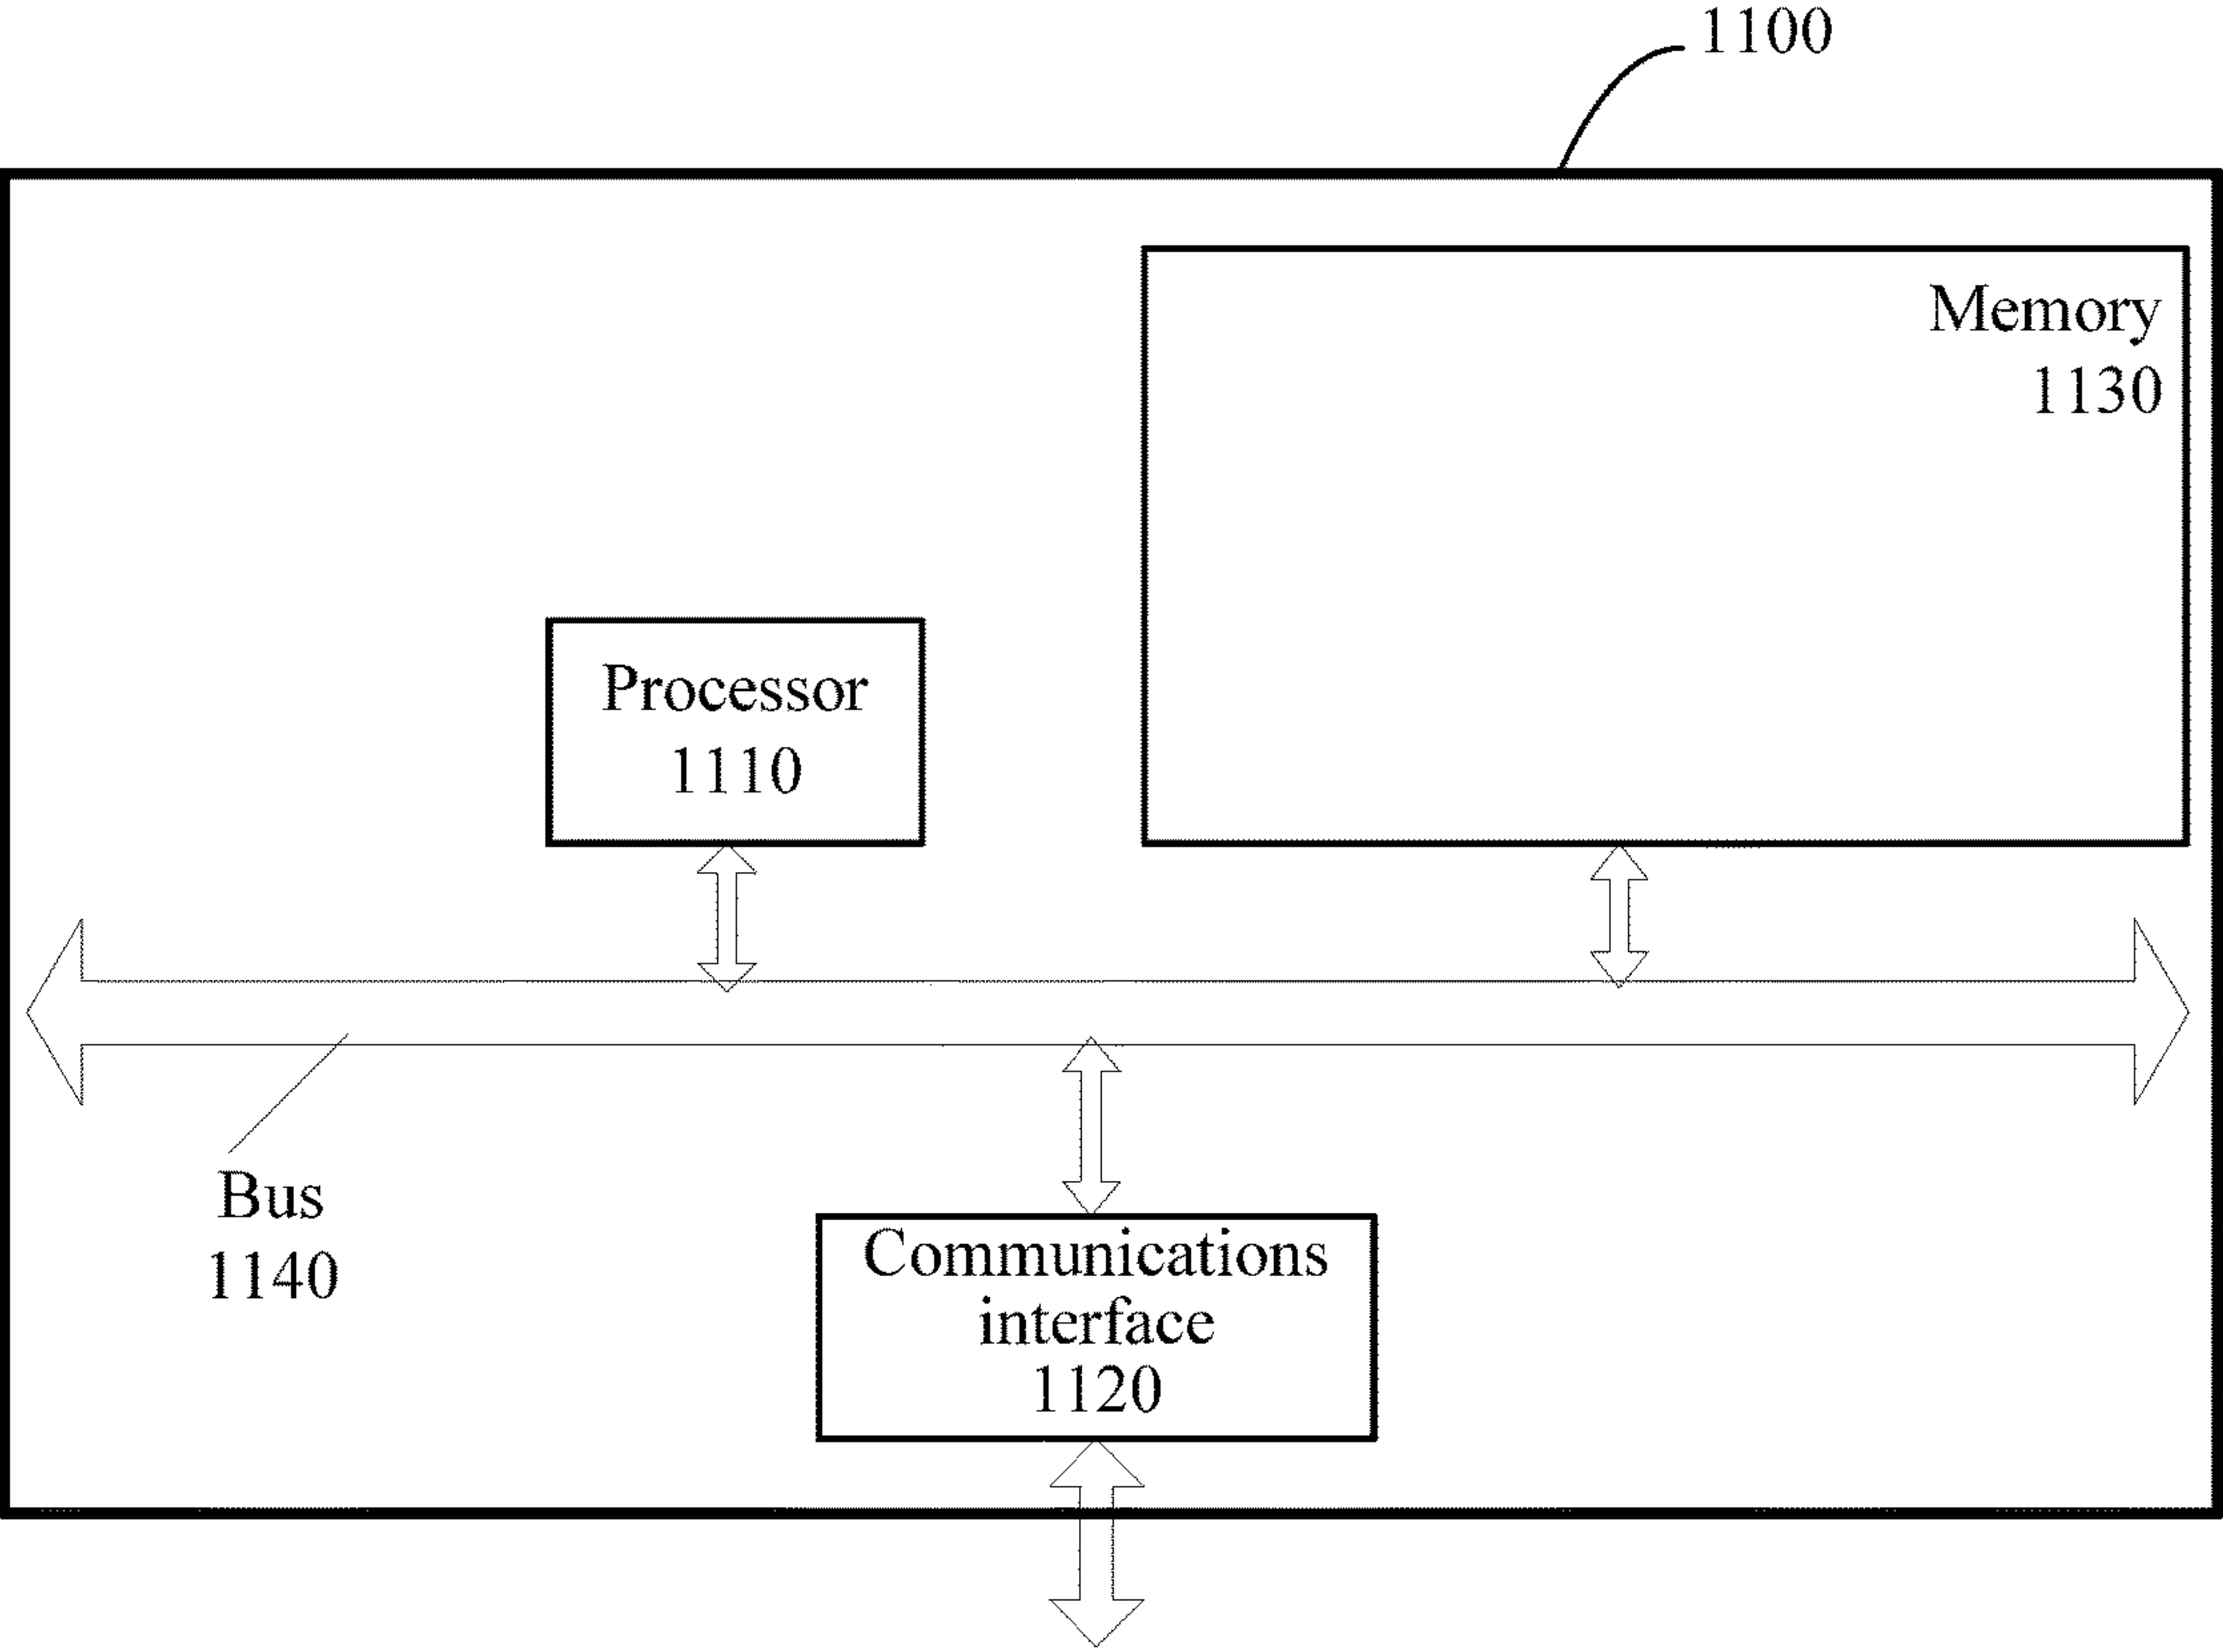 1100
Memory
1130
Processor
1110
Bus
1140
Communications
interface
1120